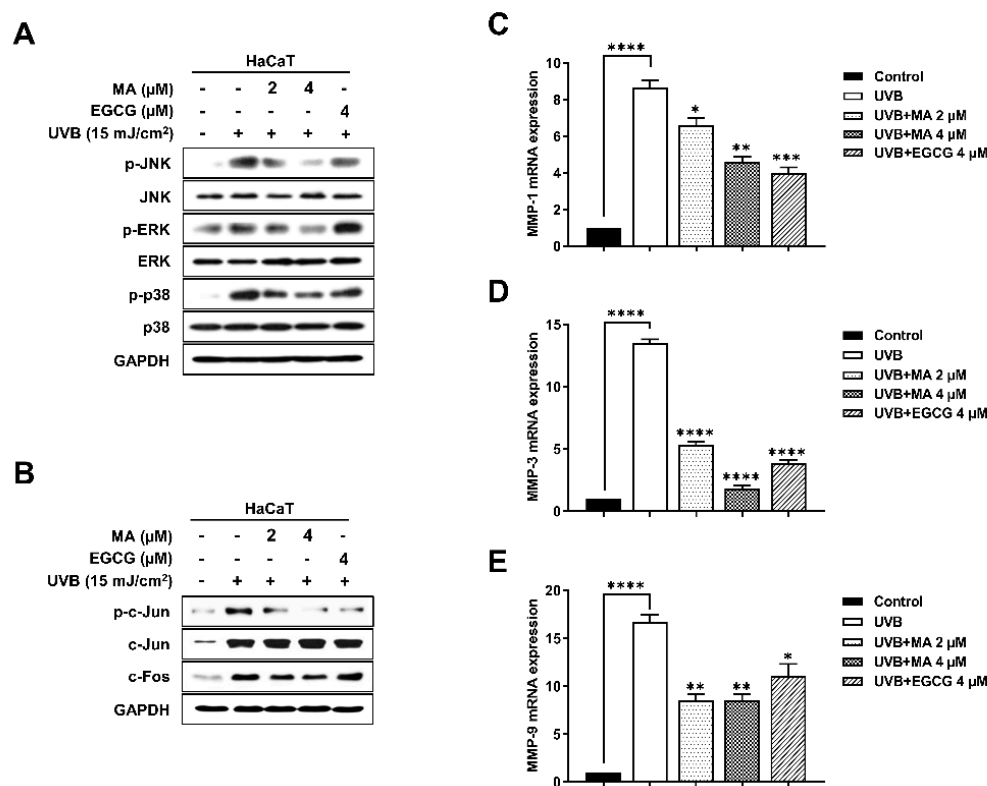 A
HaCaT
MA (µM) - - 2 4 -
EGCG (µM) - - - - 4
UVB (15 mJ/cm²) - + + + +
p-JNK
JNK
p-ERK
ERK
p-p38
p38
GAPDH
B
HaCaT
MA (µM) - - 2 4 -
EGCG (µM) - - - - 4
UVB (15 mJ/cm²) - + + + +
p-c-Jun
c-Jun
c-Fos
GAPDH
C
MMP-1 mRNA expression
10
8
6
4
2
0
****
*
**
***
Control
UVB
UVB+MA 2 µM
UVB+MA 4 µM
UVB+EGCG 4 µM
D
MMP-3 mRNA expression
15
10
5
0
****
****
****
****
Control
UVB
UVB+MA 2 µM
UVB+MA 4 µM
UVB+EGCG 4 µM
E
MMP-9 mRNA expression
20
15
10
5
0
****
**
**
*
Control
UVB
UVB+MA 2 µM
UVB+MA 4 µM
UVB+EGCG 4 µM